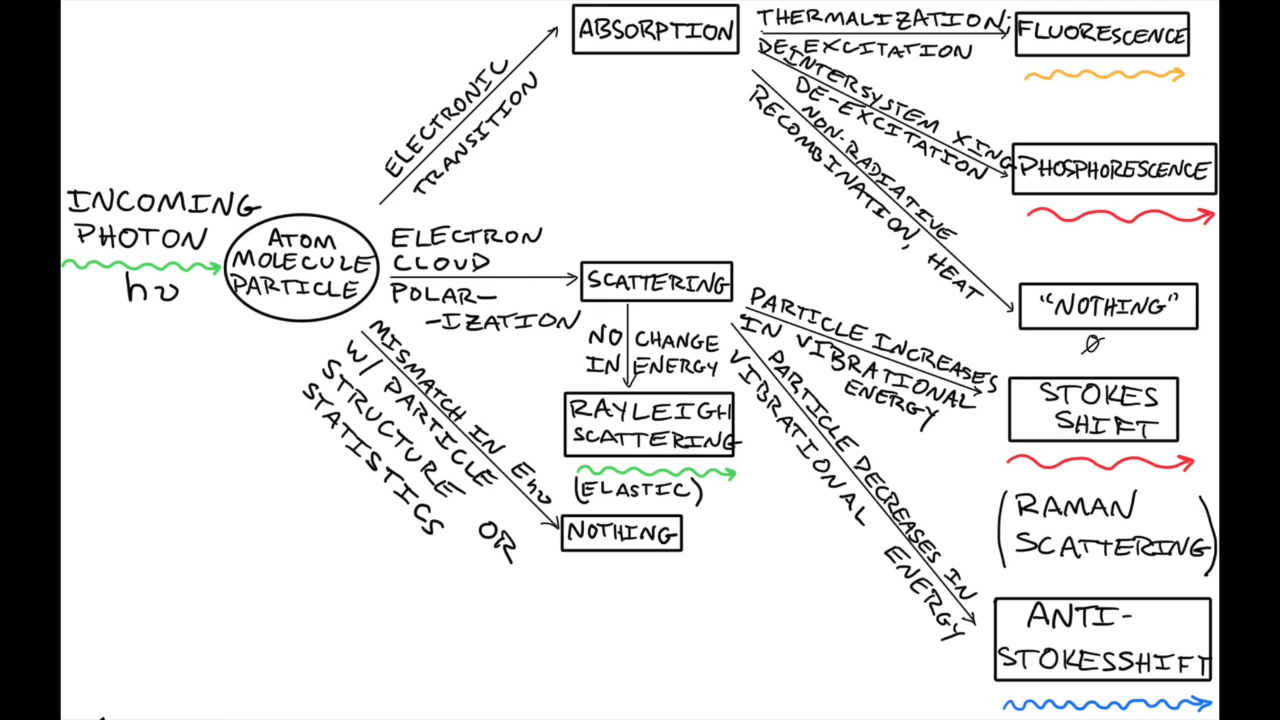 INCOMING
PHOTON
hν
ATOM
MOLECULE
PARTICLE
ELECTRONIC
TRANSITION
ABSORPTION
THERMALIZATION;
DE-EXCITATION
FLUORESCENCE
INTERSYSTEM XING
DE-EXCITATION
PHOSPHORESCENCE
NON-RADIATIVE
RECOMBINATION, HEAT
"NOTHING"
∅
ELECTRON
CLOUD
POLAR-
-IZATION
SCATTERING
NO CHANGE
IN ENERGY
RAYLEIGH
SCATTERING
(ELASTIC)
PARTICLE INCREASES
IN VIBRATIONAL
ENERGY
STOKES
SHIFT
(RAMAN
SCATTERING)
PARTICLE DECREASES IN
VIBRATIONAL ENERGY
ANTI-
STOKESSHIFT
MISMATCH IN Ehν
W/ PARTICLE
STRUCTURE OR
STATISTICS
NOTHING